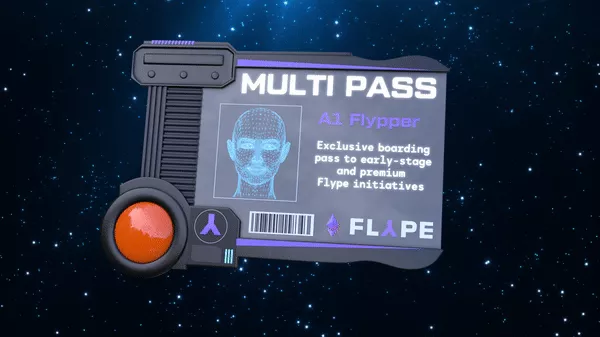 MULTI PASS
A1 Flypper
Exclusive boarding
pass to early-stage
and premium
Flype initiatives
FLYPE